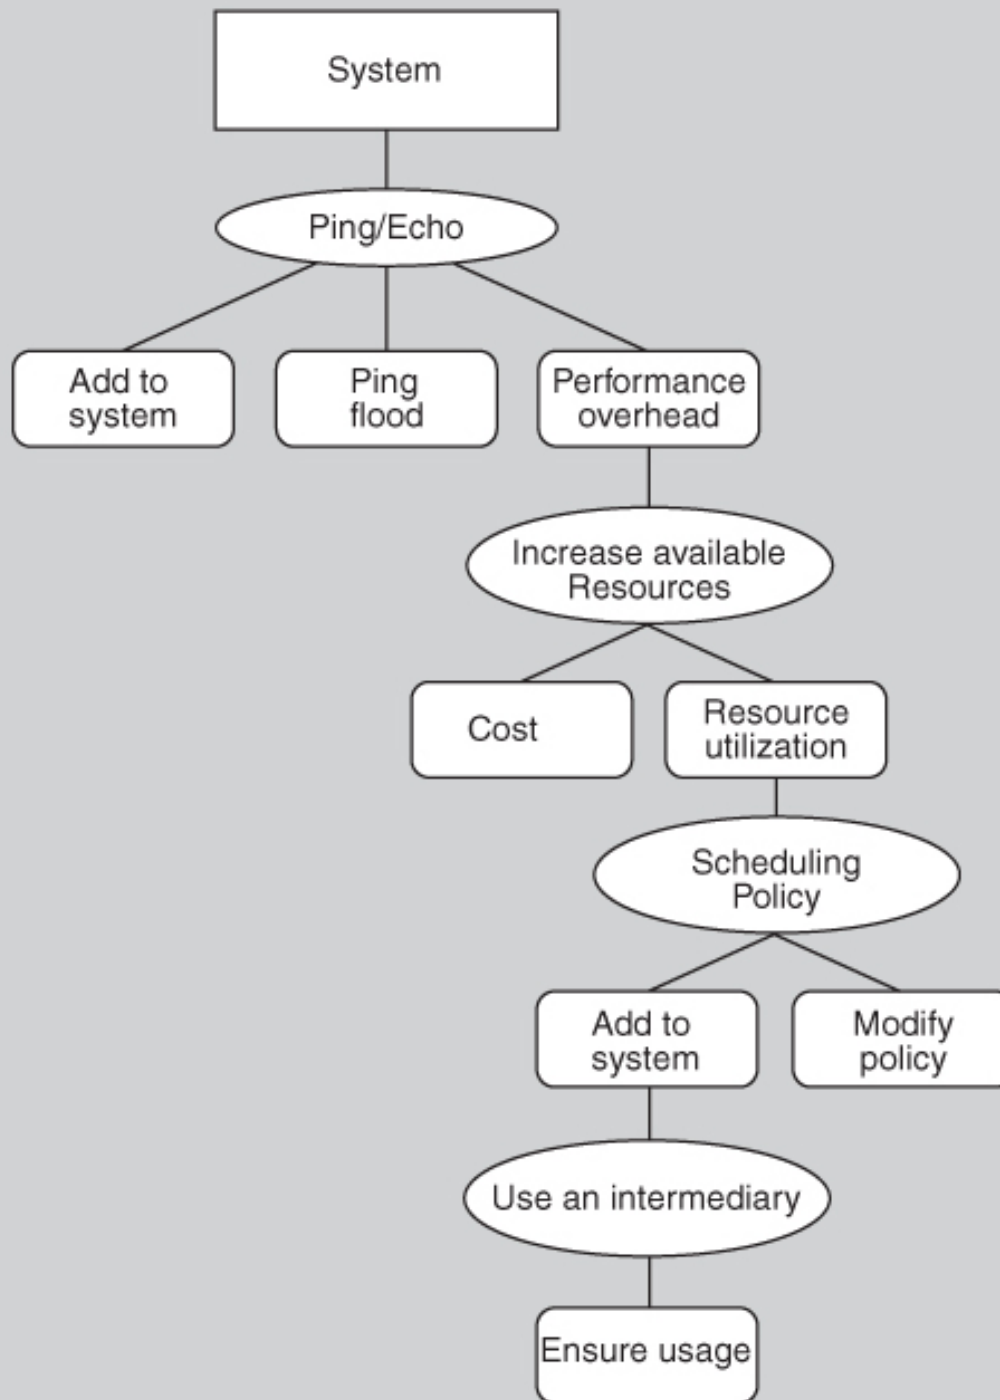 System
Ping/Echo
Add to
system
Ping
flood
Performance
overhead
Increase available
Resources
Cost
Resource
utilization
Scheduling
Policy
Add to
system
Modify
policy
Use an intermediary
Ensure usage